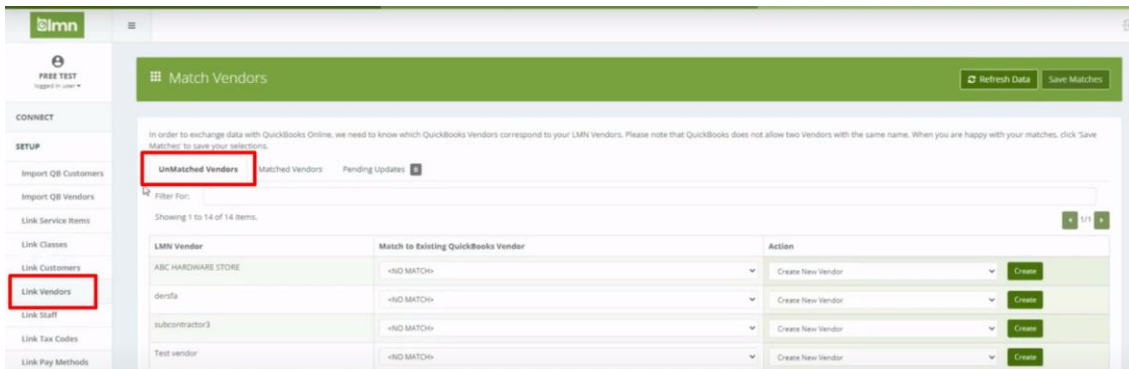 lmn
FREE TEST
logged in user
CONNECT
SETUP
Import QB Customers
Import QB Vendors
Link Service Items
Link Classes
Link Customers
Link Vendors
Link Staff
Link Tax Codes
Link Pay Methods
Match Vendors
Refresh Data
Save Matches
In order to exchange data with QuickBooks Online, we need to know which QuickBooks Vendors correspond to your LMN Vendors. Please note that QuickBooks does not allow two Vendors with the same name. When you are happy with your matches, click 'Save
Matches' to save your selections.
UnMatched Vendors Matched Vendors Pending Updates
Filter For:
Showing 1 to 14 of 14 items.
1/1
LMN Vendor Match to Existing QuickBooks Vendor Action
ABC HARDWARE STORE <NO MATCH> Create New Vendor Create
dersfa <NO MATCH> Create New Vendor Create
subcontractor3 <NO MATCH> Create New Vendor Create
Test vendor <NO MATCH> Create New Vendor Create